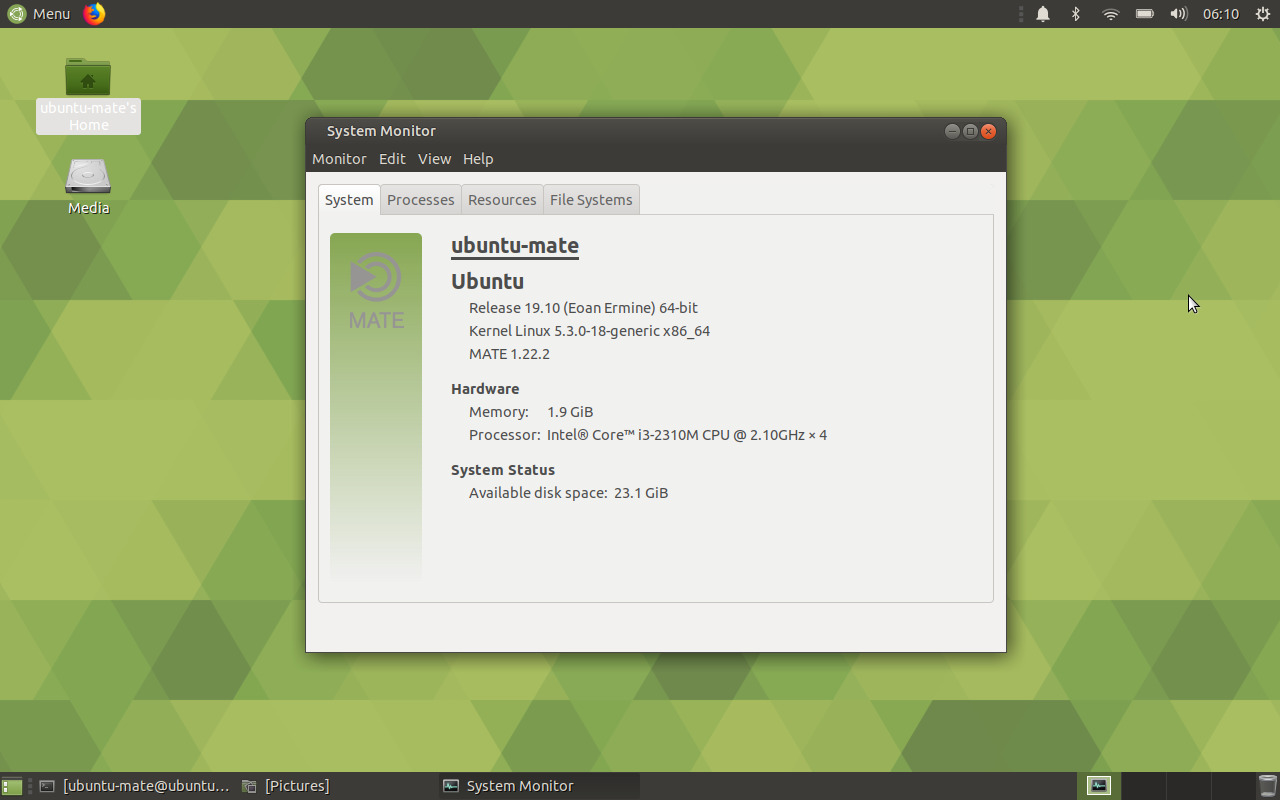 Menu
06:10
ubuntu-mate's
Home
Media
System Monitor
Monitor Edit View Help
System Processes Resources File Systems
MATE
ubuntu-mate
Ubuntu
Release 19.10 (Eoan Ermine) 64-bit
Kernel Linux 5.3.0-18-generic x86_64
MATE 1.22.2
Hardware
Memory: 1.9 GiB
Processor: Intel® Core™ i3-2310M CPU @ 2.10GHz × 4
System Status
Available disk space: 23.1 GiB
[ubuntu-mate@ubuntu... [Pictures] System Monitor